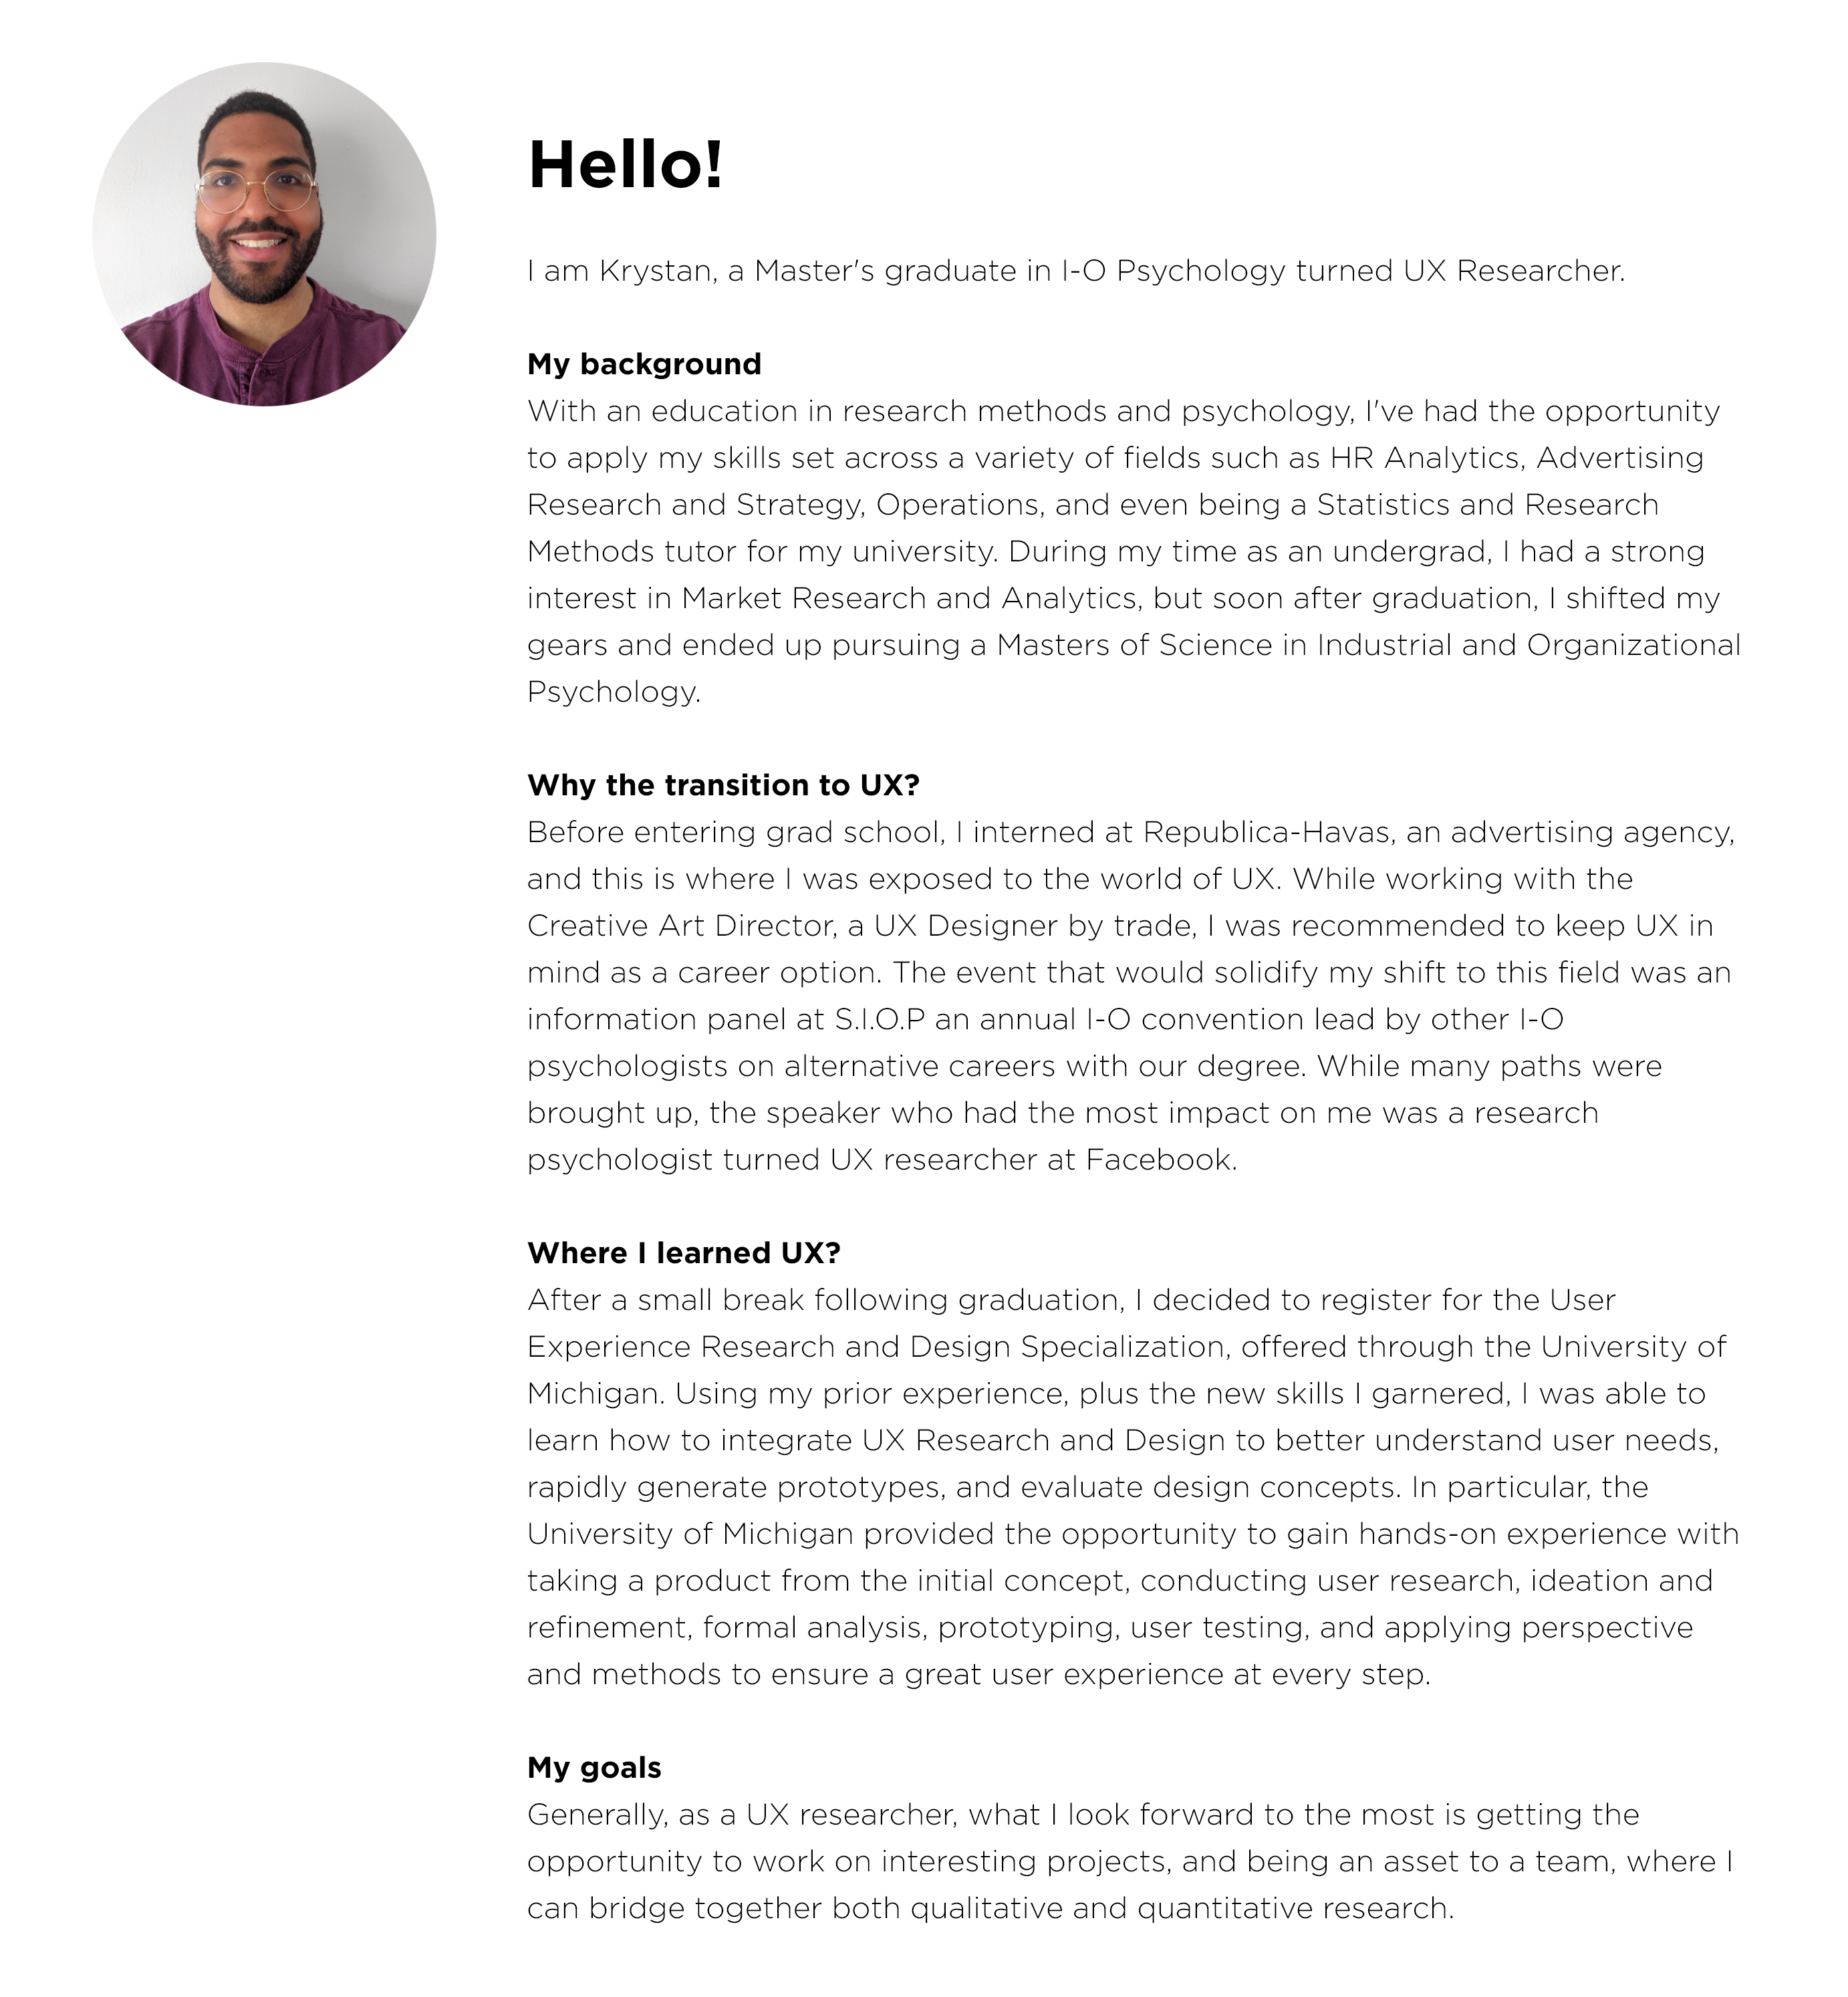 Hello!
I am Krystan, a Master's graduate in I-O Psychology turned UX Researcher.
My background
With an education in research methods and psychology, I've had the opportunity
to apply my skills set across a variety of fields such as HR Analytics, Advertising
Research and Strategy, Operations, and even being a Statistics and Research
Methods tutor for my university. During my time as an undergrad, I had a strong
interest in Market Research and Analytics, but soon after graduation, I shifted my
gears and ended up pursuing a Masters of Science in Industrial and Organizational
Psychology.
Why the transition to UX?
Before entering grad school, I interned at Republica-Havas, an advertising agency,
and this is where I was exposed to the world of UX. While working with the
Creative Art Director, a UX Designer by trade, I was recommended to keep UX in
mind as a career option. The event that would solidify my shift to this field was an
information panel at S.I.O.P an annual I-O convention lead by other I-O
psychologists on alternative careers with our degree. While many paths were
brought up, the speaker who had the most impact on me was a research
psychologist turned UX researcher at Facebook.
Where I learned UX?
After a small break following graduation, I decided to register for the User
Experience Research and Design Specialization, offered through the University of
Michigan. Using my prior experience, plus the new skills I garnered, I was able to
learn how to integrate UX Research and Design to better understand user needs,
rapidly generate prototypes, and evaluate design concepts. In particular, the
University of Michigan provided the opportunity to gain hands-on experience with
taking a product from the initial concept, conducting user research, ideation and
refinement, formal analysis, prototyping, user testing, and applying perspective
and methods to ensure a great user experience at every step.
My goals
Generally, as a UX researcher, what I look forward to the most is getting the
opportunity to work on interesting projects, and being an asset to a team, where I
can bridge together both qualitative and quantitative research.